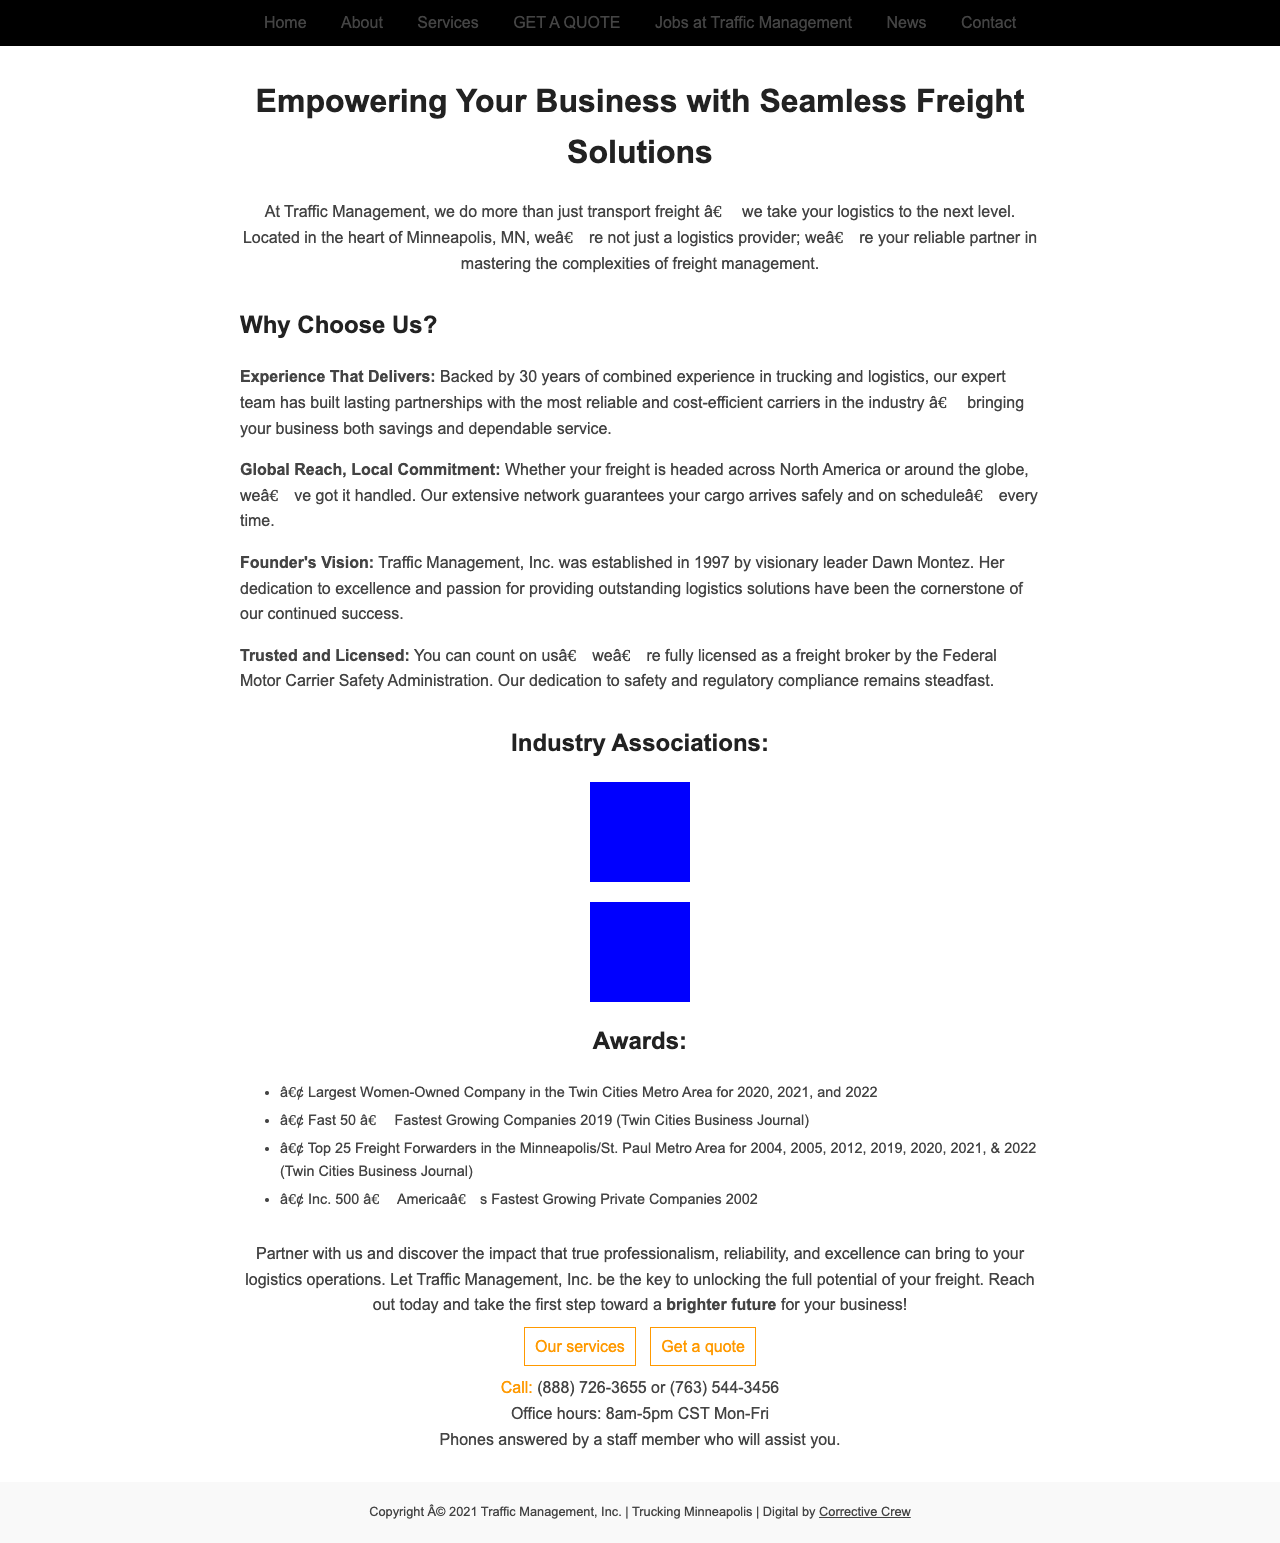 Home About Services GET A QUOTE Jobs at Traffic Management News Contact
Empowering Your Business with Seamless Freight
Solutions
At Traffic Management, we do more than just transport freight â€ we take your logistics to the next level.
Located in the heart of Minneapolis, MN, weâ€ re not just a logistics provider; weâ€ re your reliable partner in
mastering the complexities of freight management.
Why Choose Us?
Experience That Delivers: Backed by 30 years of combined experience in trucking and logistics, our expert
team has built lasting partnerships with the most reliable and cost-efficient carriers in the industry â€ bringing
your business both savings and dependable service.
Global Reach, Local Commitment: Whether your freight is headed across North America or around the globe,
weâ€ ve got it handled. Our extensive network guarantees your cargo arrives safely and on scheduleâ€ every
time.
Founder's Vision: Traffic Management, Inc. was established in 1997 by visionary leader Dawn Montez. Her
dedication to excellence and passion for providing outstanding logistics solutions have been the cornerstone of
our continued success.
Trusted and Licensed: You can count on usâ€ weâ€ re fully licensed as a freight broker by the Federal
Motor Carrier Safety Administration. Our dedication to safety and regulatory compliance remains steadfast.
Industry Associations:
Awards:
• â€¢ Largest Women-Owned Company in the Twin Cities Metro Area for 2020, 2021, and 2022
• â€¢ Fast 50 â€ Fastest Growing Companies 2019 (Twin Cities Business Journal)
• â€¢ Top 25 Freight Forwarders in the Minneapolis/St. Paul Metro Area for 2004, 2005, 2012, 2019, 2020, 2021, & 2022
(Twin Cities Business Journal)
• â€¢ Inc. 500 â€ Americaâ€ s Fastest Growing Private Companies 2002
Partner with us and discover the impact that true professionalism, reliability, and excellence can bring to your
logistics operations. Let Traffic Management, Inc. be the key to unlocking the full potential of your freight. Reach
out today and take the first step toward a brighter future for your business!
Our services Get a quote
Call: (888) 726-3655 or (763) 544-3456
Office hours: 8am-5pm CST Mon-Fri
Phones answered by a staff member who will assist you.
Copyright Â© 2021 Traffic Management, Inc. | Trucking Minneapolis | Digital by Corrective Crew